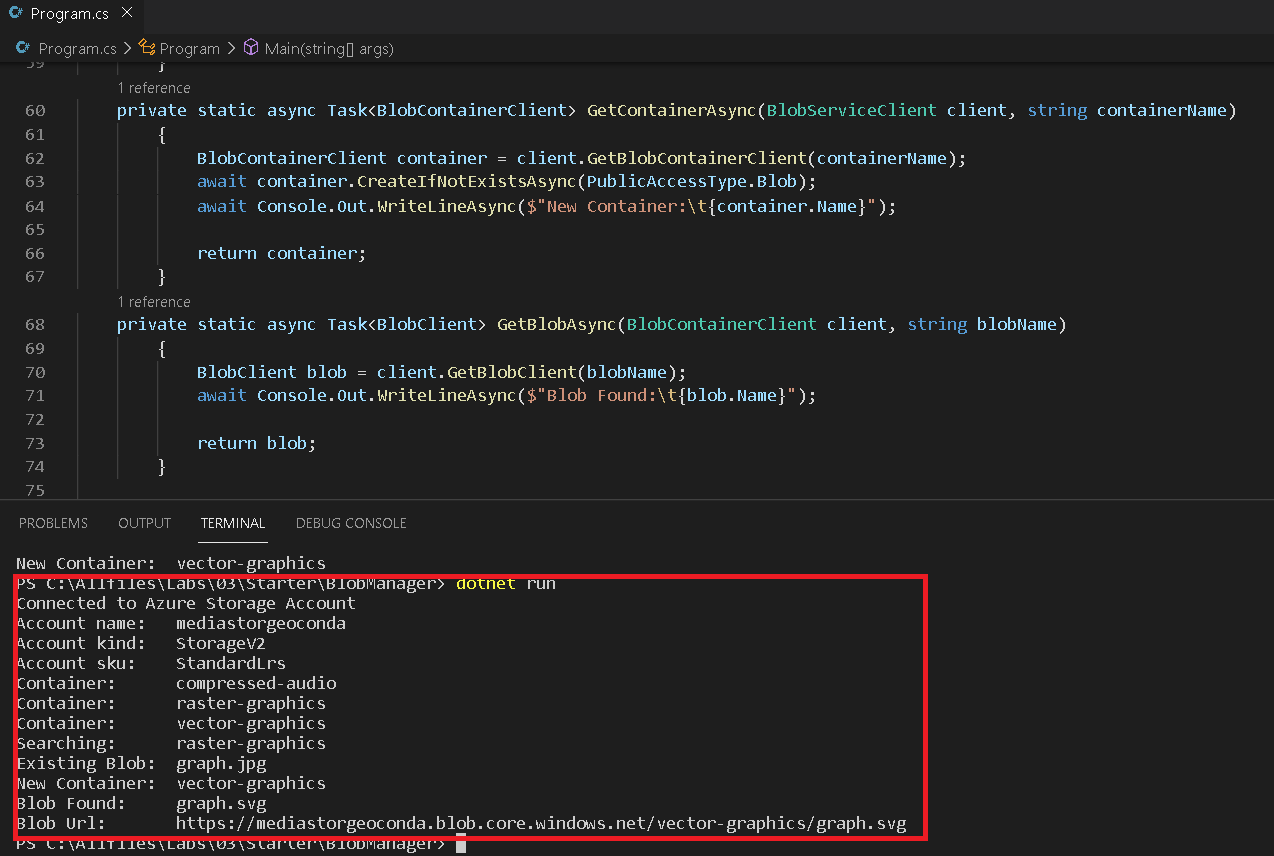 Program.cs
Program.cs > Program > Main(string[] args)
59 }
1 reference
60 private static async Task<BlobContainerClient> GetContainerAsync(BlobServiceClient client, string containerName)
61 {
62 BlobContainerClient container = client.GetBlobContainerClient(containerName);
63 await container.CreateIfNotExistsAsync(PublicAccessType.Blob);
64 await Console.Out.WriteLineAsync($"New Container:\t{container.Name}");
65
66 return container;
67 }
1 reference
68 private static async Task<BlobClient> GetBlobAsync(BlobContainerClient client, string blobName)
69 {
70 BlobClient blob = client.GetBlobClient(blobName);
71 await Console.Out.WriteLineAsync($"Blob Found:\t{blob.Name}");
72
73 return blob;
74 }
75
PROBLEMS OUTPUT TERMINAL DEBUG CONSOLE
New Container: vector-graphics
PS C:\Allfiles\Labs\03\Starter\BlobManager> dotnet run
Connected to Azure Storage Account
Account name: mediastorgeoconda
Account kind: StorageV2
Account sku: StandardLrs
Container: compressed-audio
Container: raster-graphics
Container: vector-graphics
Searching: raster-graphics
Existing Blob: graph.jpg
New Container: vector-graphics
Blob Found: graph.svg
Blob Url: https://mediastorgeoconda.blob.core.windows.net/vector-graphics/graph.svg
PS C:\Allfiles\Labs\03\Starter\BlobManager>